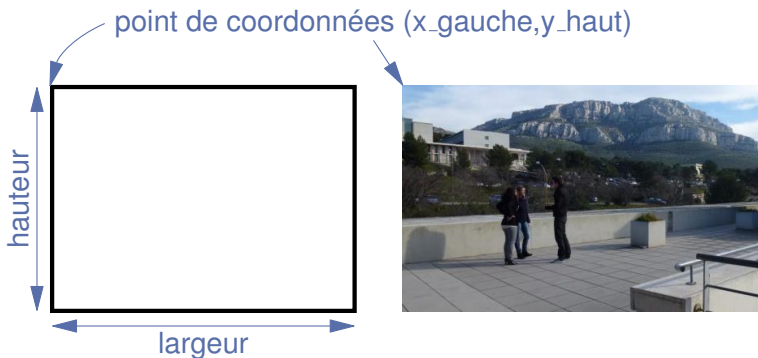 point de coordonnées (x_gauche,y_haut)
hauteur
largeur